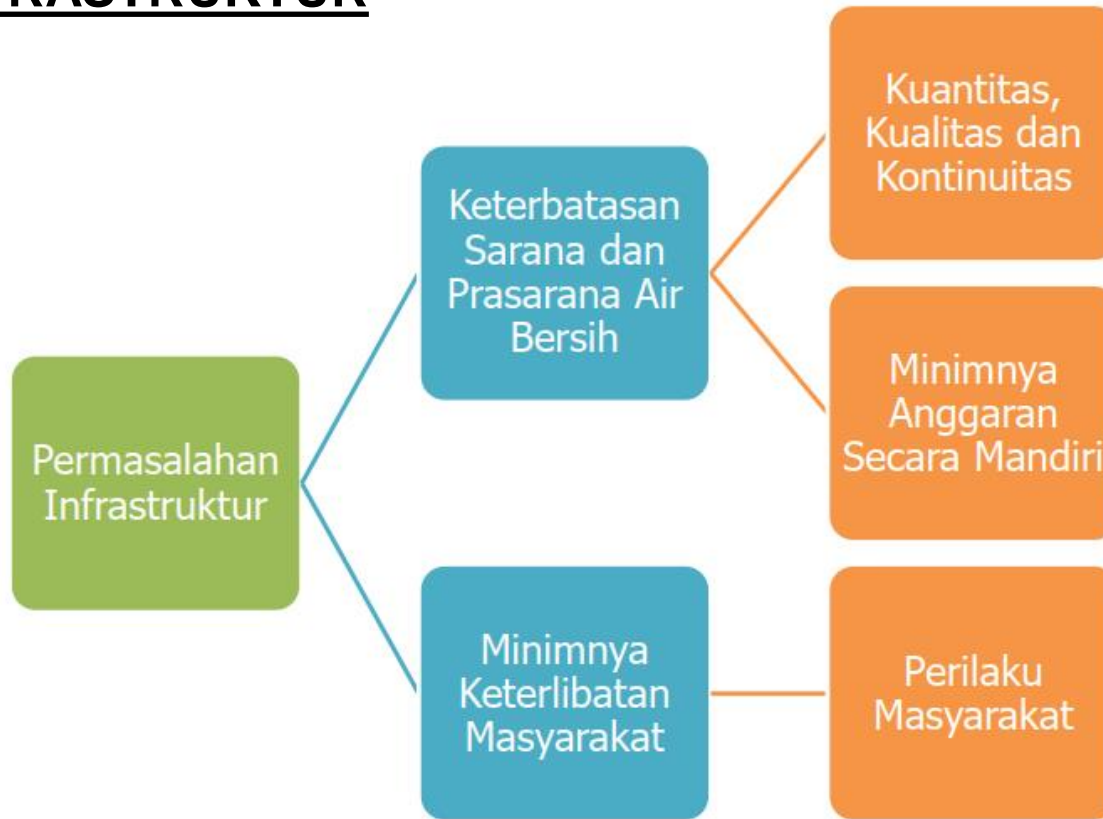 Permasalahan
Infrastruktur
Keterbatasan
Sarana dan
Prasarana Air
Bersih
Minimnya
Keterlibatan
Masyarakat
Kuantitas,
Kualitas dan
Kontinuitas
Minimnya
Anggaran
Secara Mandiri
Perilaku
Masyarakat